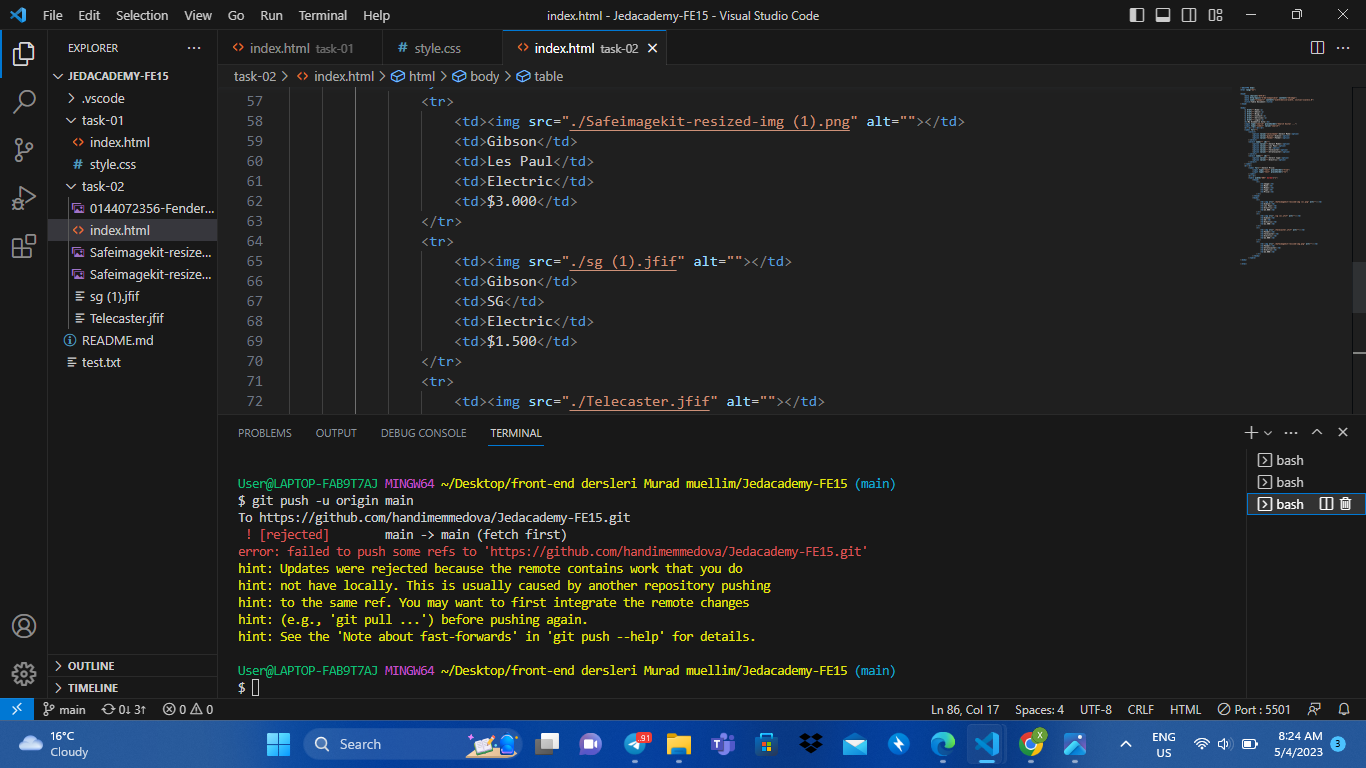 File Edit Selection View Go Run Terminal Help
index.html - Jedacademy-FE15 - Visual Studio Code
EXPLORER
JEDACADEMY-FE15
.vscode
task-01
index.html
# style.css
task-02
0144072356-Fender...
index.html
Safeimagekit-resize...
Safeimagekit-resize...
sg (1).jfif
Telecaster.jfif
README.md
test.txt
OUTLINE
TIMELINE
index.html task-01
# style.css
index.html task-02
task-02 > index.html > html > body > table
57 <tr>
58 <td><img src="./Safeimagekit-resized-img (1).png" alt=""></td>
59 <td>Gibson</td>
60 <td>Les Paul</td>
61 <td>Electric</td>
62 <td>$3.000</td>
63 </tr>
64 <tr>
65 <td><img src="./sg (1).jfif" alt=""></td>
66 <td>Gibson</td>
67 <td>SG</td>
68 <td>Electric</td>
69 <td>$1.500</td>
70 </tr>
71 <tr>
72 <td><img src="./Telecaster.jfif" alt=""></td>
PROBLEMS OUTPUT DEBUG CONSOLE TERMINAL
User@LAPTOP-FAB9T7AJ MINGW64 ~/Desktop/front-end dersleri Murad muellim/Jedacademy-FE15 (main)
$ git push -u origin main
To https://github.com/handimemmedova/Jedacademy-FE15.git
! [rejected] main -> main (fetch first)
error: failed to push some refs to 'https://github.com/handimemmedova/Jedacademy-FE15.git'
hint: Updates were rejected because the remote contains work that you do
hint: not have locally. This is usually caused by another repository pushing
hint: to the same ref. You may want to first integrate the remote changes
hint: (e.g., 'git pull ...') before pushing again.
hint: See the 'Note about fast-forwards' in 'git push --help' for details.
User@LAPTOP-FAB9T7AJ MINGW64 ~/Desktop/front-end dersleri Murad muellim/Jedacademy-FE15 (main)
$
bash
bash
bash
main 0↓ 3↑ 0 0
Ln 86, Col 17 Spaces: 4 UTF-8 CRLF HTML Port : 5501
16°C
Cloudy
Search
91
X
ENG
US
8:24 AM
5/4/2023
3